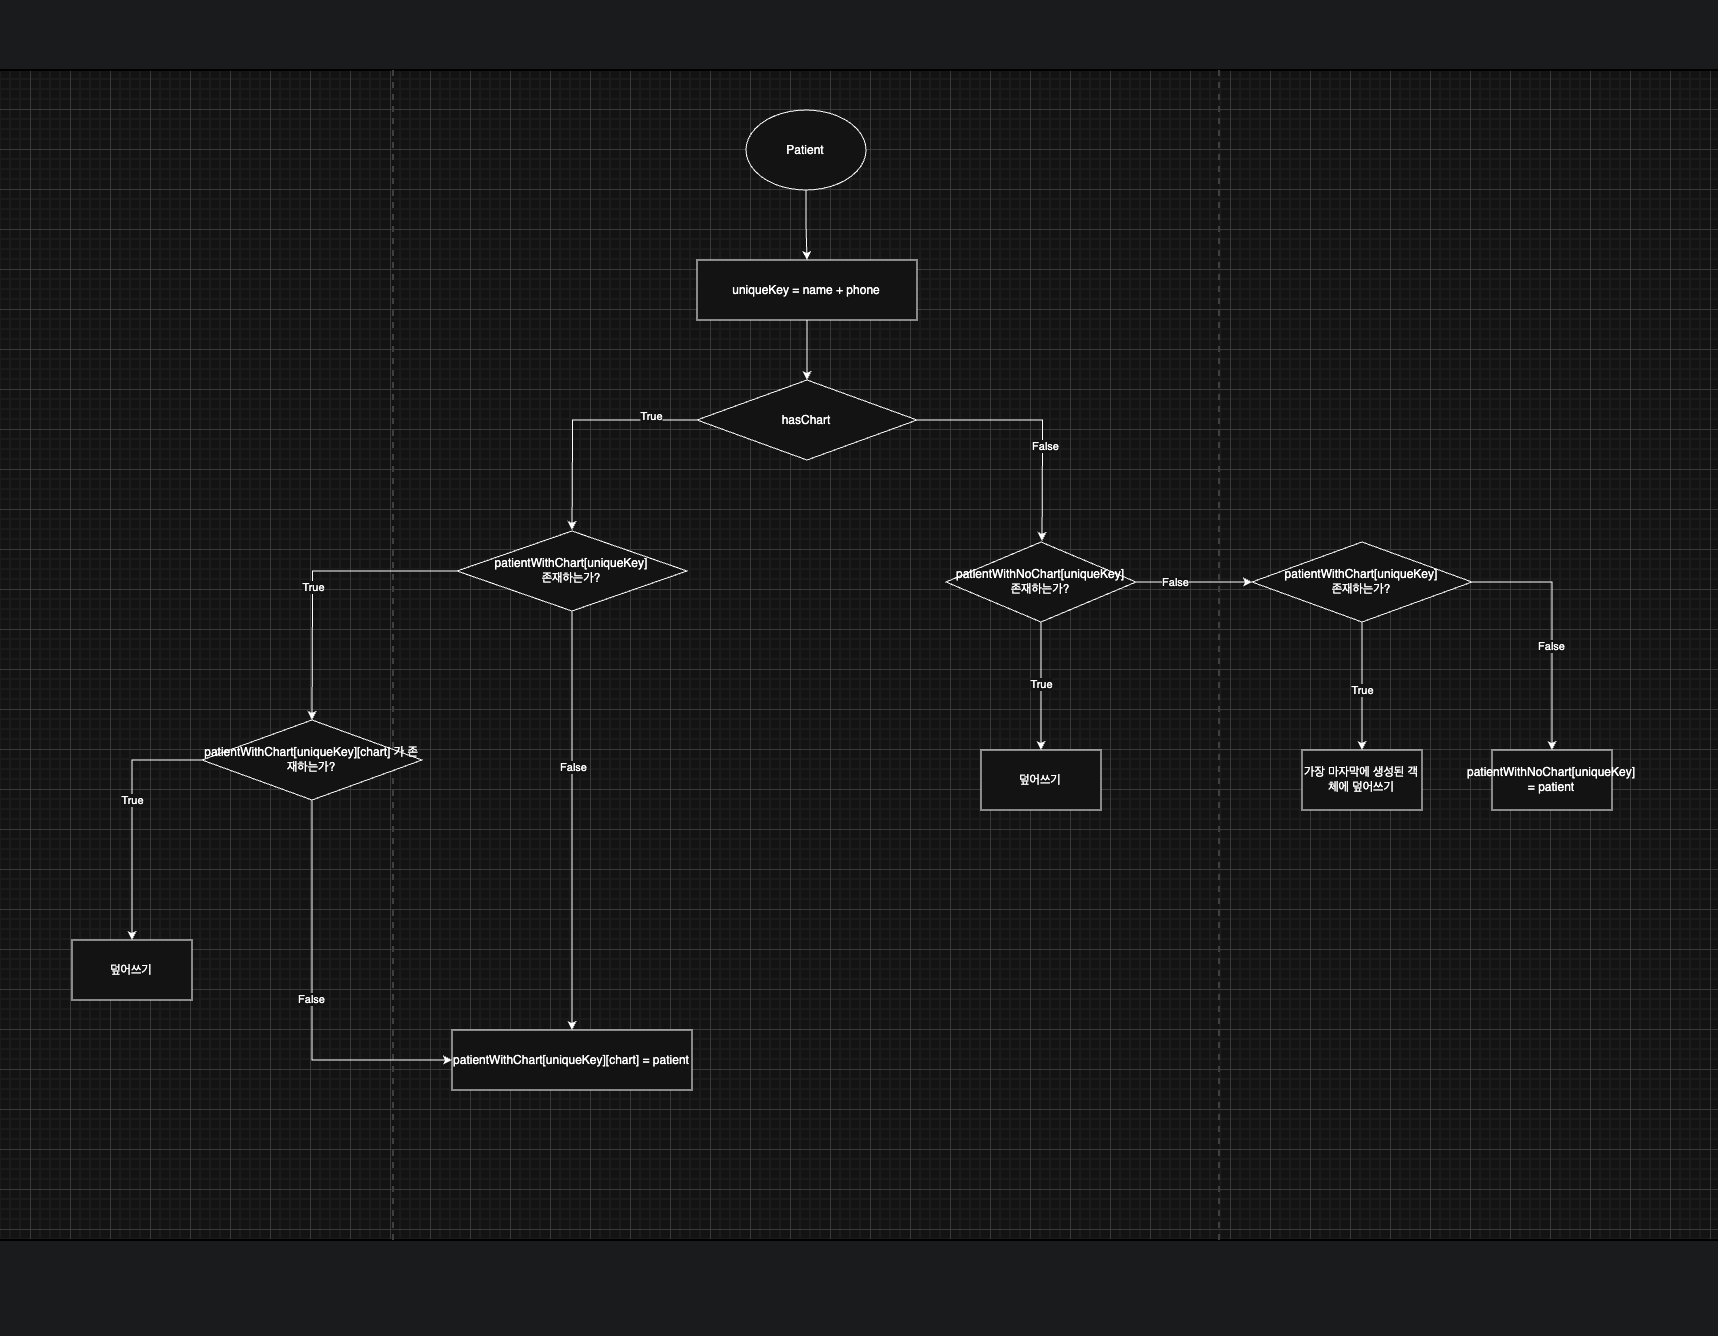 Patient
uniqueKey = name + phone
hasChart
True
False
patientWithChart[uniqueKey]
존재하는가?
True
False
patientWithNoChart[uniqueKey]
존재하는가?
False
True
patientWithChart[uniqueKey]
존재하는가?
True
False
patientWithChart[uniqueKey][chart] 가 존
재하는가?
True
False
덮어쓰기
가장 마자막에 생성된 객
체에 덮어쓰기
patientWithNoChart[uniqueKey]
= patient
덮어쓰기
patientWithChart[uniqueKey][chart] = patient